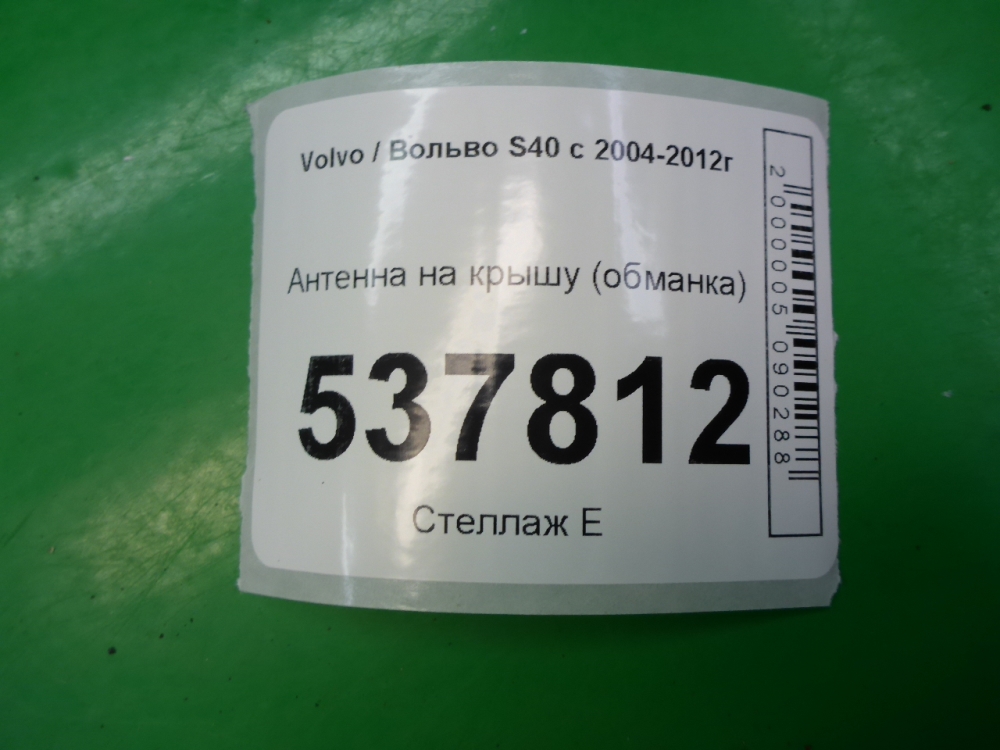 Volvo / Вольво S40 с 2004-2012г
Антенна на крышу (обманка)
537812
Стеллаж Е
2000005090288